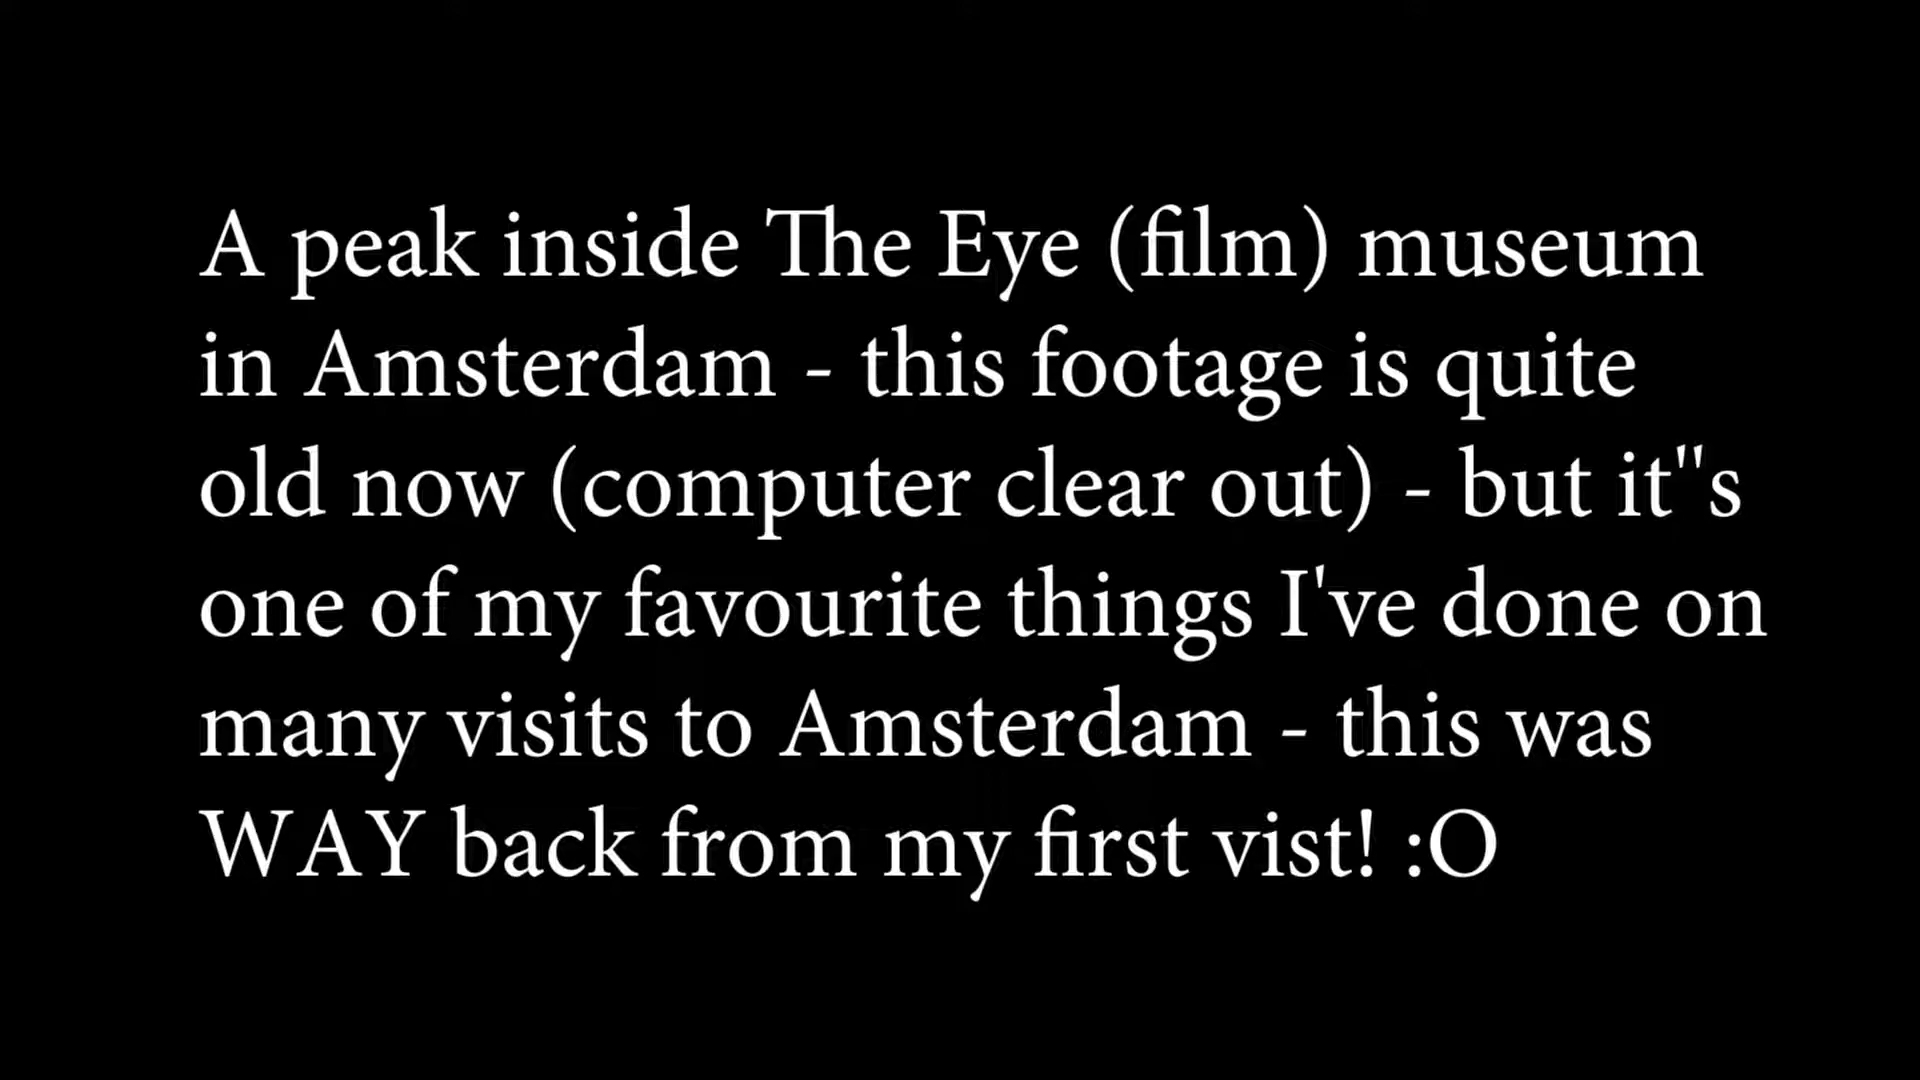 A peak inside The Eye (film) museum
in Amsterdam - this footage is quite
old now (computer clear out) - but it"s
one of my favourite things I've done on
many visits to Amsterdam - this was
WAY back from my first vist! :O